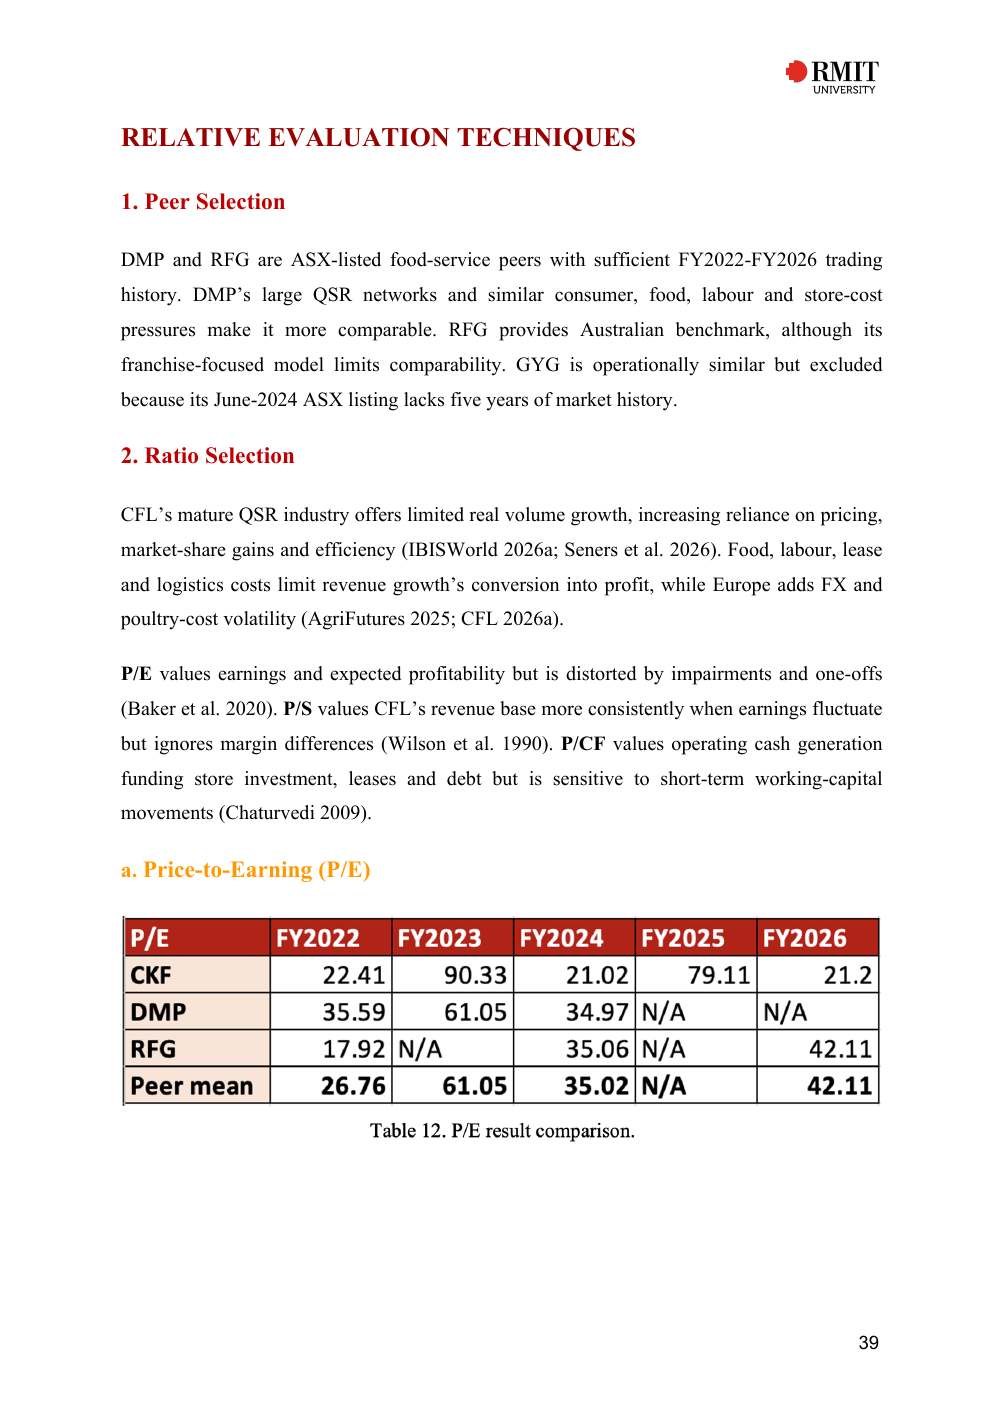 RMIT
UNIVERSITY
RELATIVE EVALUATION TECHNIQUES
1. Peer Selection
DMP and RFG are ASX-listed food-service peers with sufficient FY2022-FY2026 trading
history. DMP’s large QSR networks and similar consumer, food, labour and store-cost
pressures make it more comparable. RFG provides Australian benchmark, although its
franchise-focused model limits comparability. GYG is operationally similar but excluded
because its June-2024 ASX listing lacks five years of market history.
2. Ratio Selection
CFL’s mature QSR industry offers limited real volume growth, increasing reliance on pricing,
market-share gains and efficiency (IBISWorld 2026a; Seners et al. 2026). Food, labour, lease
and logistics costs limit revenue growth’s conversion into profit, while Europe adds FX and
poultry-cost volatility (AgriFutures 2025; CFL 2026a).
P/E values earnings and expected profitability but is distorted by impairments and one-offs
(Baker et al. 2020). P/S values CFL’s revenue base more consistently when earnings fluctuate
but ignores margin differences (Wilson et al. 1990). P/CF values operating cash generation
funding store investment, leases and debt but is sensitive to short-term working-capital
movements (Chaturvedi 2009).
a. Price-to-Earning (P/E)
P/E FY2022 FY2023 FY2024 FY2025 FY2026
CKF 22.41 90.33 21.02 79.11 21.2
DMP 35.59 61.05 34.97 N/A N/A
RFG 17.92 N/A 35.06 N/A 42.11
Peer mean 26.76 61.05 35.02 N/A 42.11
Table 12. P/E result comparison.
39